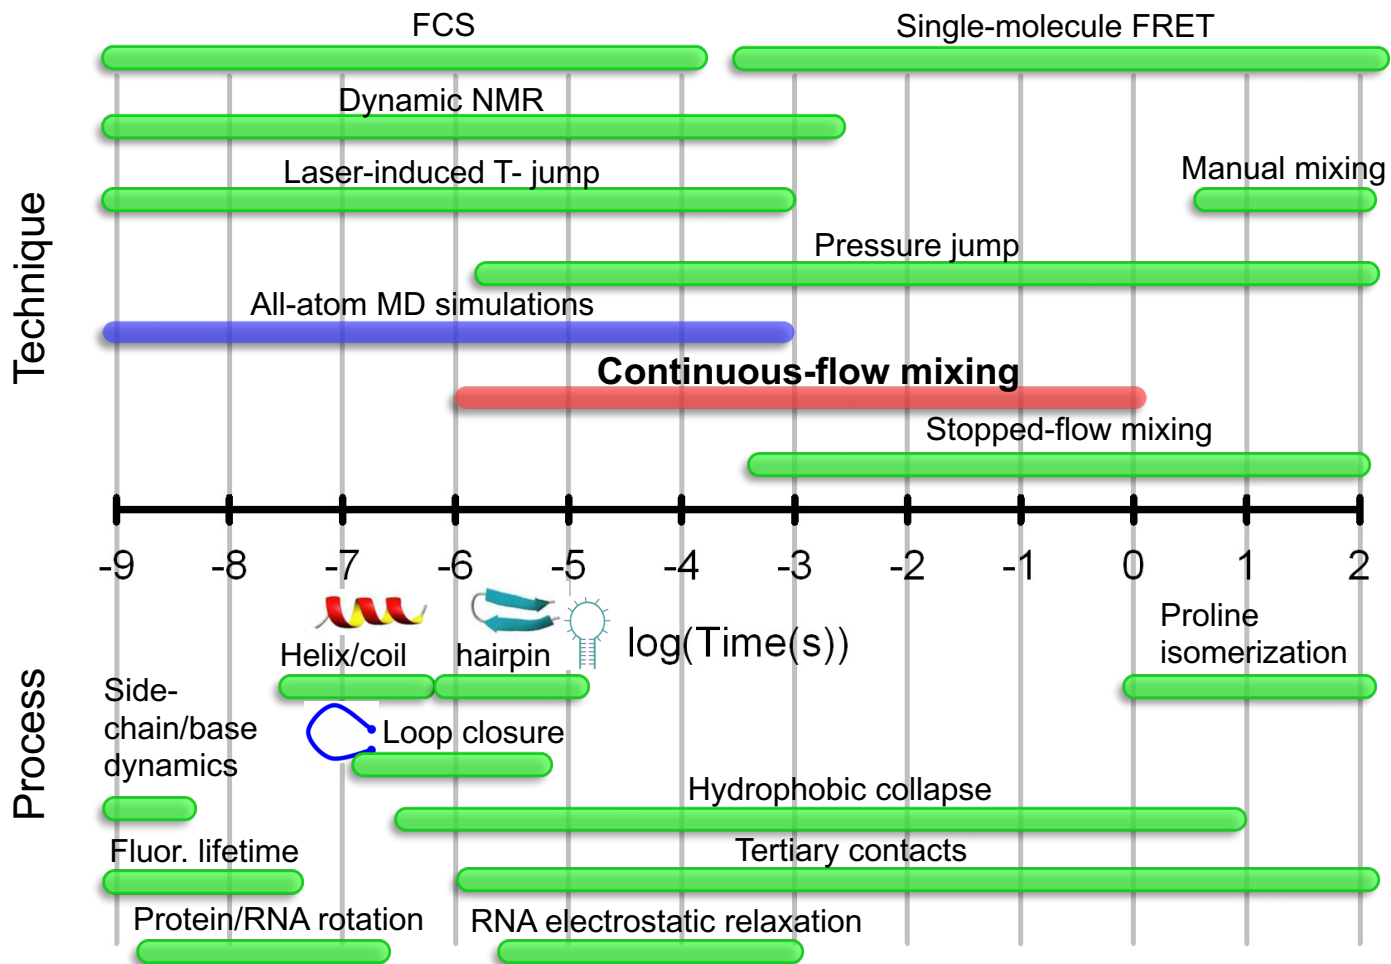 FCS
Single-molecule FRET
Dynamic NMR
Laser-induced T- jump
Manual mixing
Technique
Pressure jump
All-atom MD simulations
Continuous-flow mixing
Stopped-flow mixing
-9 -8 -7 -6 -5 -4 -3 -2 -1 0 1 2
log(Time(s))
Process
Helix/coil
hairpin
Proline
isomerization
Side-
chain/base
dynamics
Loop closure
Hydrophobic collapse
Fluor. lifetime
Tertiary contacts
Protein/RNA rotation
RNA electrostatic relaxation